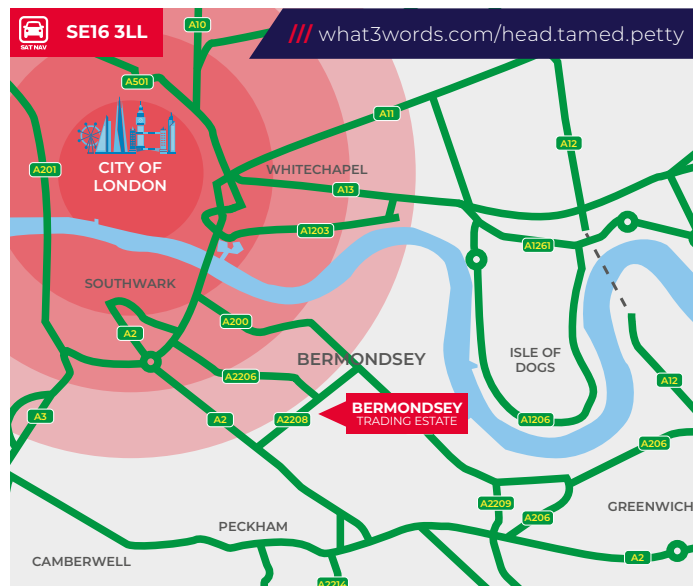 SE16 3LL
SAT NAV
/// what3words.com/head.tamed.petty
A10
A501
A11
A12
CITY OF
LONDON
A201
WHITECHAPEL
A13
A1203
A1261
SOUTHWARK
A200
A2
BERMONDSEY
ISLE OF
DOGS
A2206
A12
BERMONDSEY
TRADING ESTATE
A3
A2
A2208
A1206
A206
A2209
A206
GREENWICH
PECKHAM
A2
CAMBERWELL
A2214